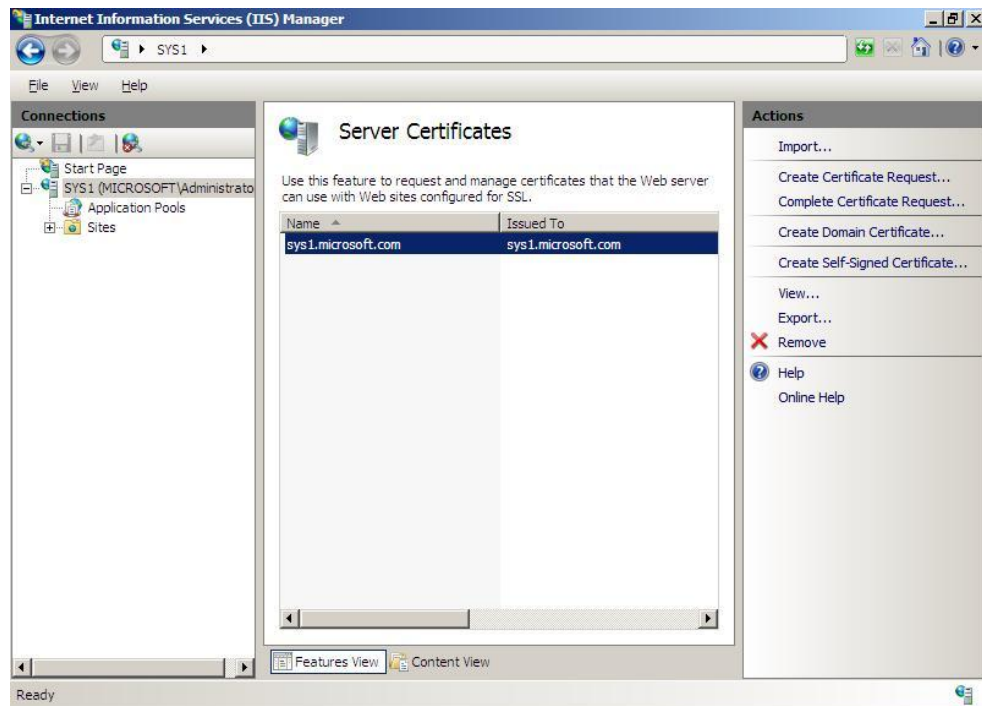 Internet Information Services (IIS) Manager
SYS1
File View Help
Connections
Start Page
SYS1 (MICROSOFT\Administrato
Application Pools
Sites
Server Certificates
Use this feature to request and manage certificates that the Web server
can use with Web sites configured for SSL.
Name Issued To
sys1.microsoft.com sys1.microsoft.com
Features View Content View
Actions
Import...
Create Certificate Request...
Complete Certificate Request...
Create Domain Certificate...
Create Self-Signed Certificate...
View...
Export...
Remove
Help
Online Help
Ready